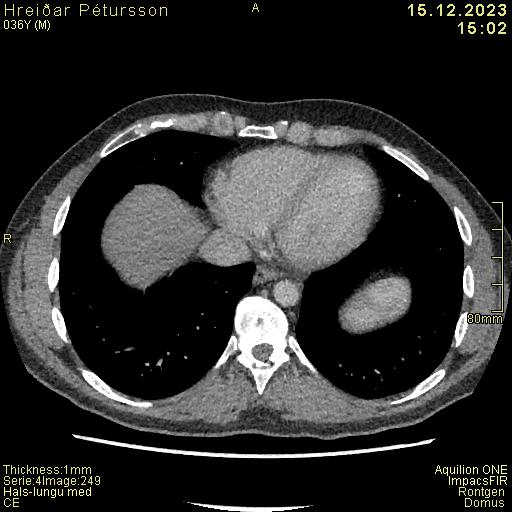 Hreiðar Pétursson
036Y (M)
A
15.12.2023
15:02
R
80mm
Thickness:1mm
Serie:4Image:249
Hals-lungu med
CE
Aquilion ONE
ImpacsFIR
Rontgen
Domus